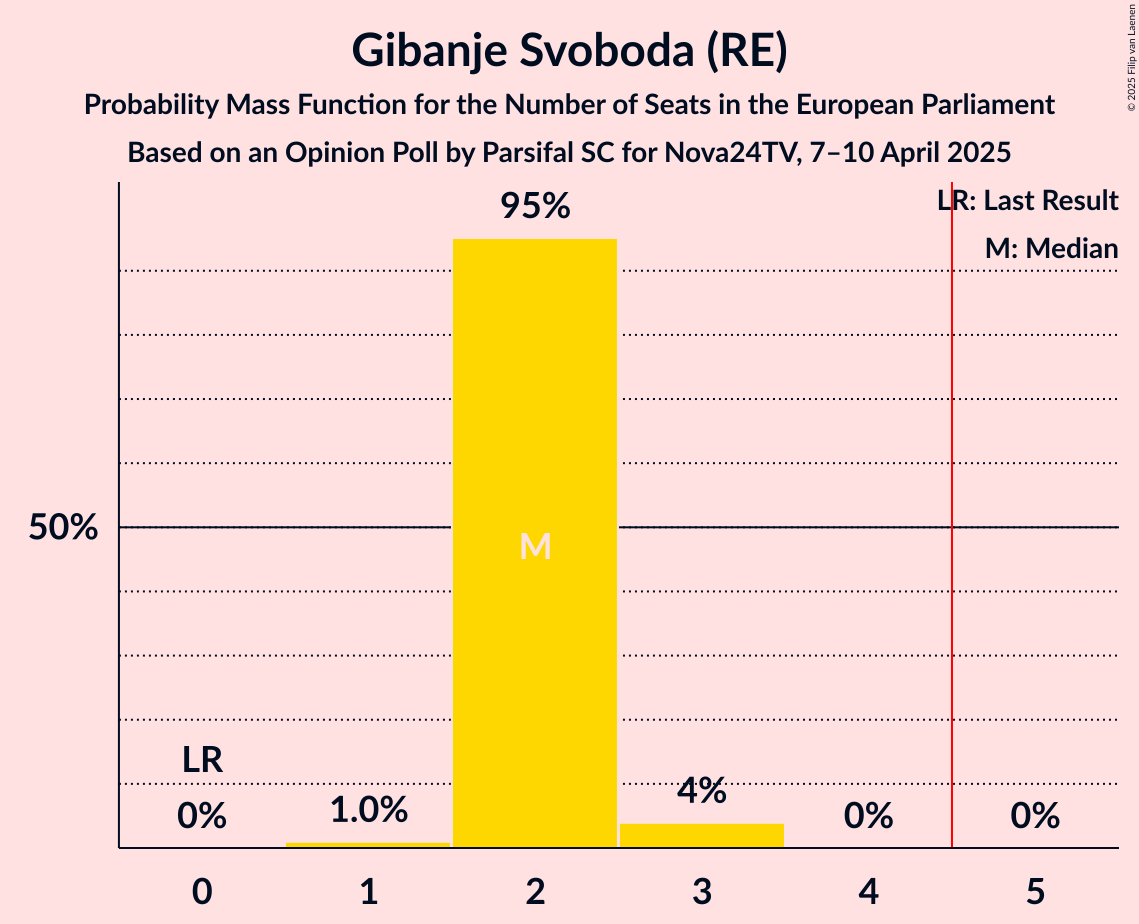 Gibanje Svoboda (RE)
Probability Mass Function for the Number of Seats in the European Parliament
Based on an Opinion Poll by Parsifal SC for Nova24TV, 7–10 April 2025
© 2025 Filip van Laenen
LR: Last Result
M: Median
95%
50%
M
LR
0%
1.0%
4%
0%
0%
0 1 2 3 4 5